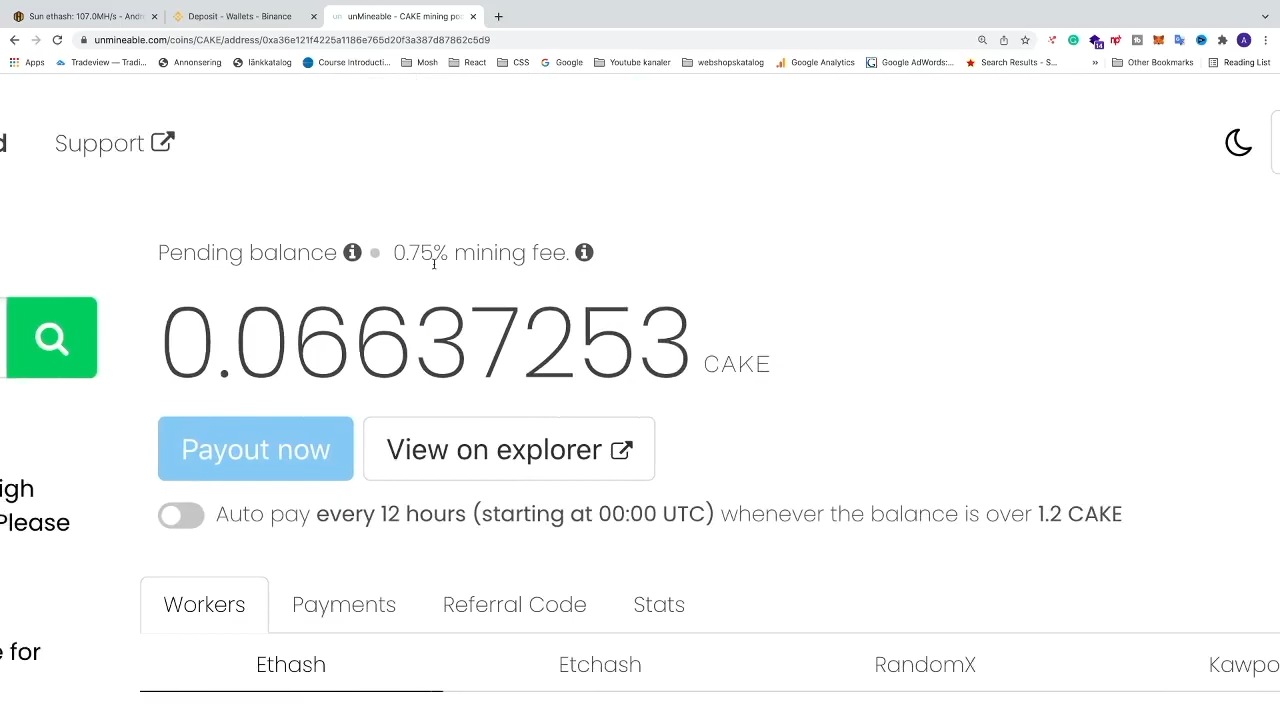 Sun ethash: 107.0MH/s - And
Deposit - Wallets - Binance
unMineable - CAKE mining po
unmineable.com/coins/CAKE/address/0xa36e121f4225a1186e765d20f3a387d87862c5d9
Apps Tradeview — Tradi... Annonsering länkkatalog Course Introducti... Mosh React CSS Google Youtube kanaler webshopskatalog Google Analytics Google AdWords:... Search Results - S... » Other Bookmarks Reading List
d Support
Pending balance 0.75% mining fee.
0.06637253 CAKE
Payout now View on explorer
Auto pay every 12 hours (starting at 00:00 UTC) whenever the balance is over 1.2 CAKE
igh
Please
Workers Payments Referral Code Stats
e for
Ethash Etchash RandomX Kawpo